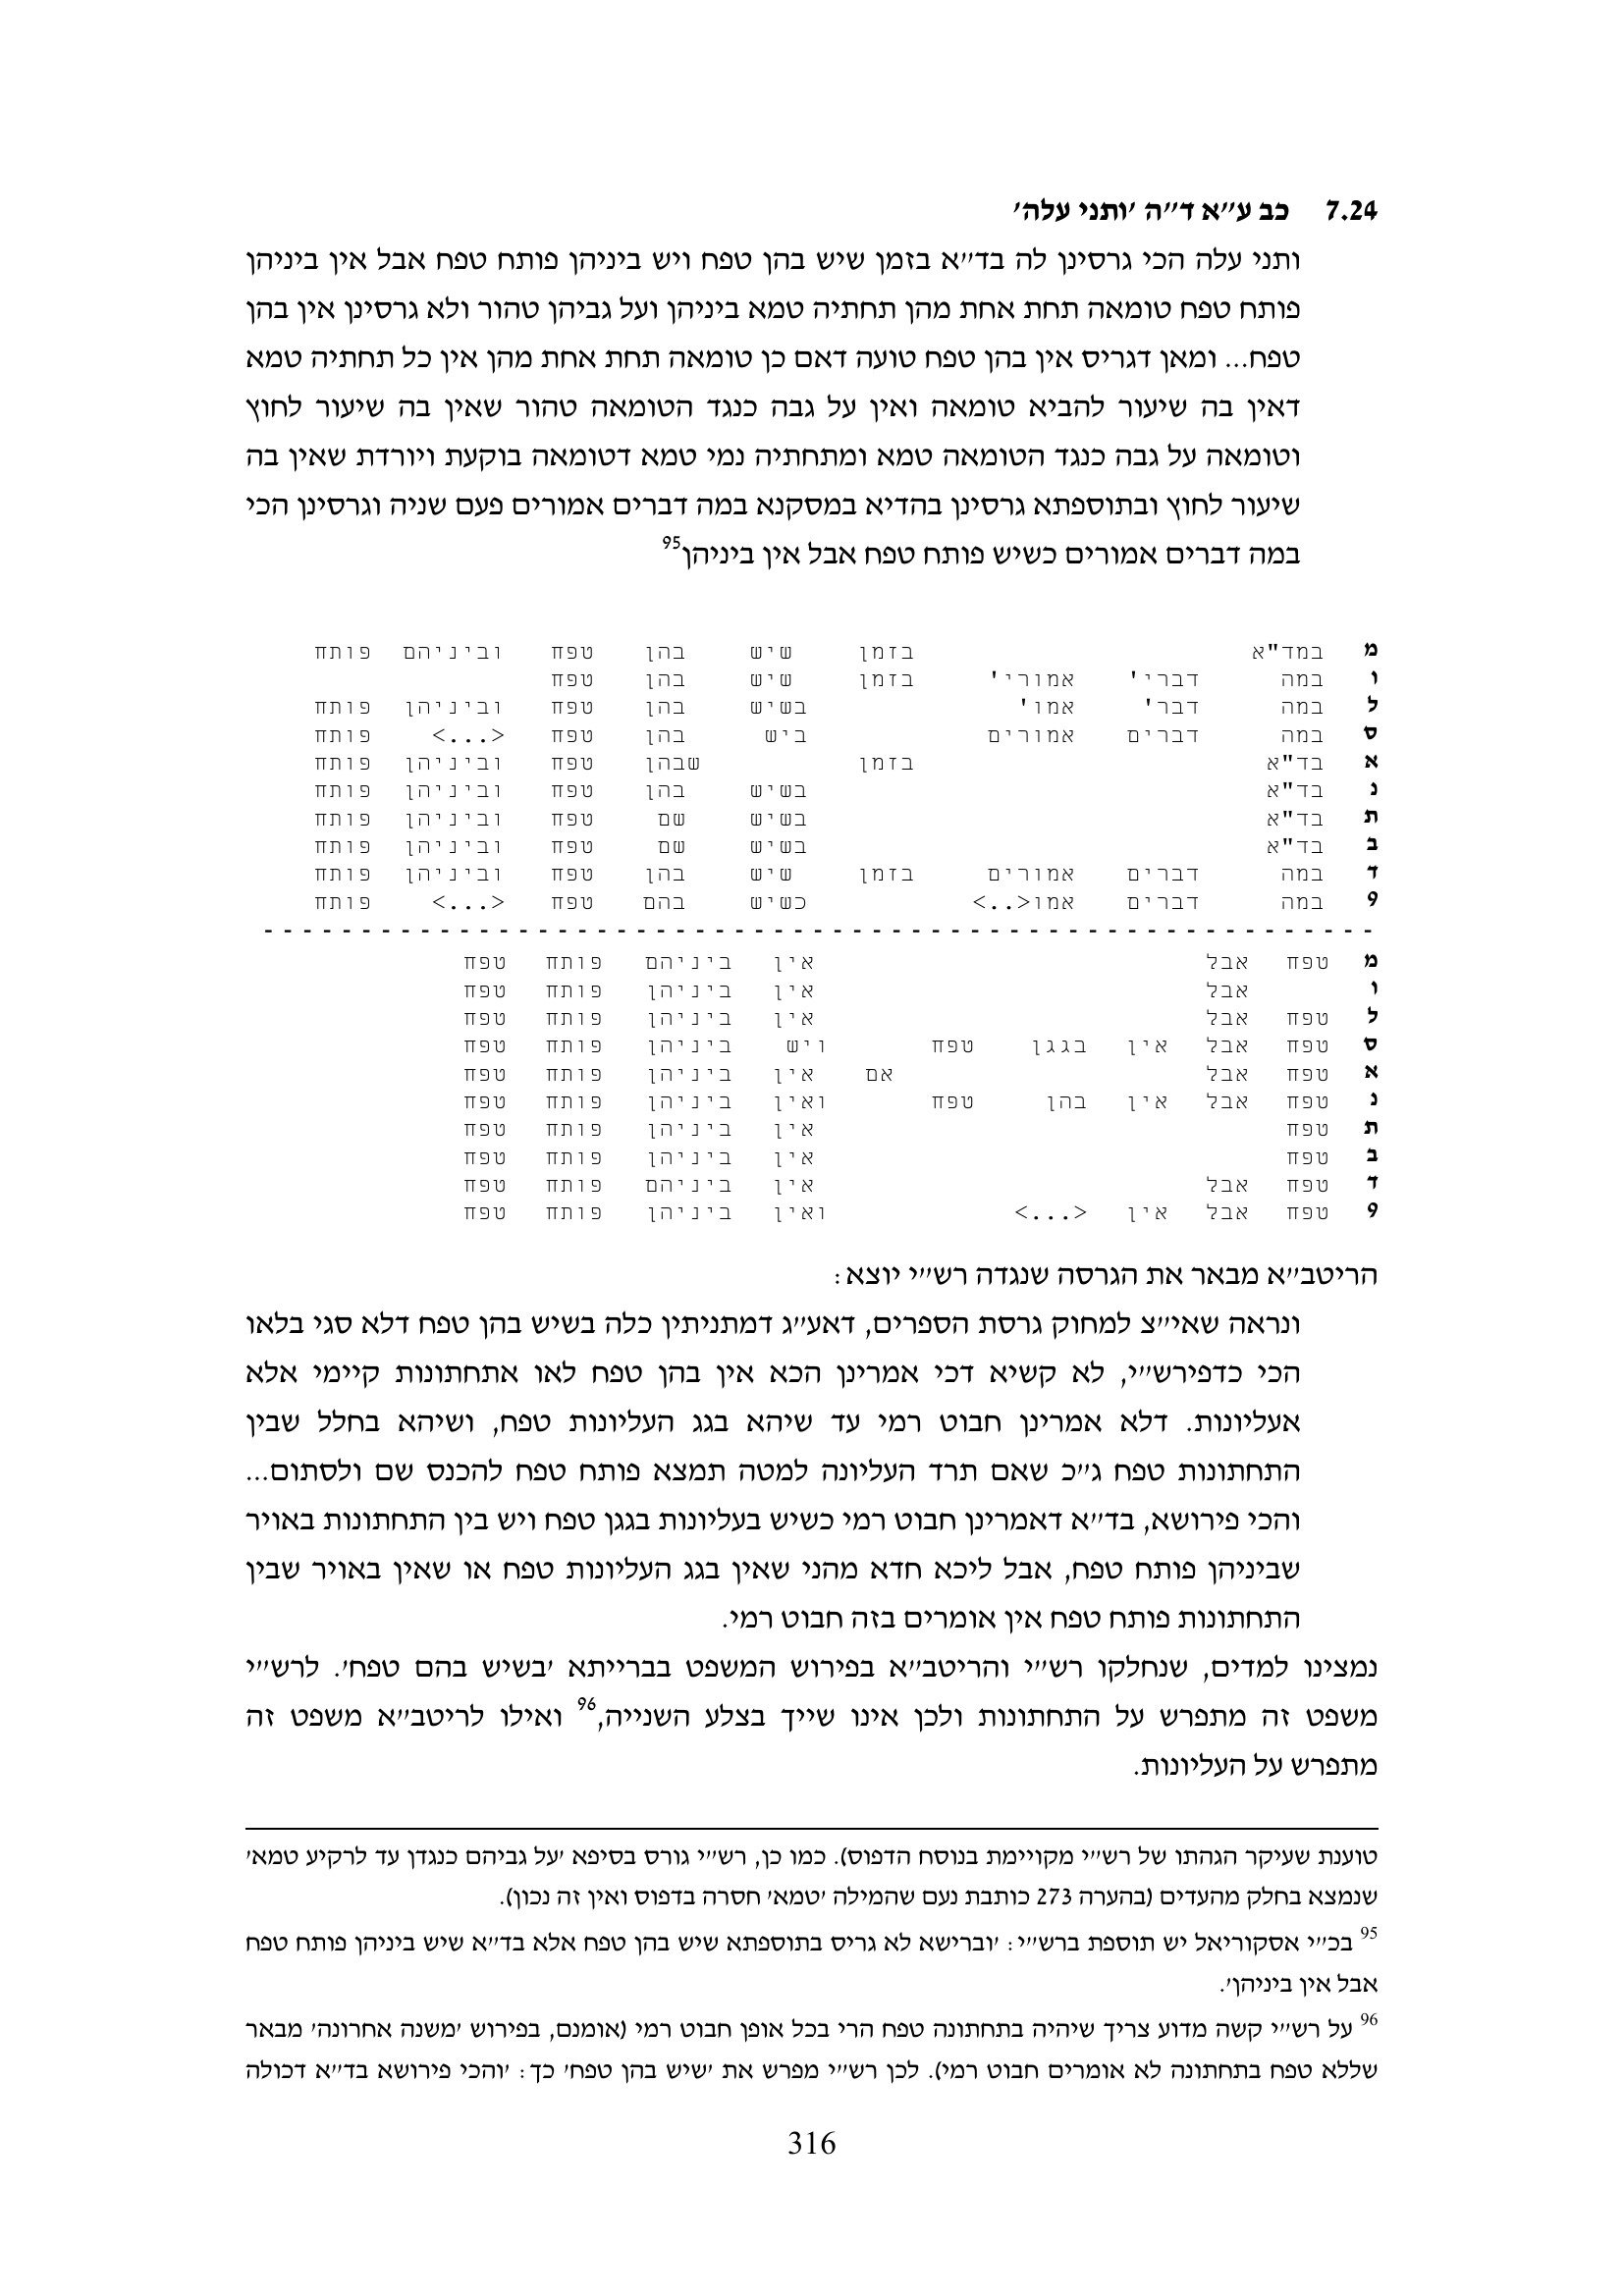 7.24 כב ע״א ד״ה ׳ותני עלה׳
ותני עלה הכי גרסינן לה בד״א בזמן שיש בהן טפח ויש ביניהן פותח טפח אבל אין ביניהן
פותח טפח טומאה תחת אחת מהן תחתיה טמא ביניהן ועל גביהן טהור ולא גרסינן אין בהן
טפח... ומאן דגריס אין בהן טפח טועה דאם כן טומאה תחת אחת מהן אין כל תחתיה טמא
דאין בה שיעור להביא טומאה ואין על גבה כנגד הטומאה טהור שאין בה שיעור לחוץ
וטומאה על גבה כנגד הטומאה טמא ומתחתיה נמי טמא דטומאה בוקעת ויורדת שאין בה
שיעור לחוץ ובתוספתא גרסינן בהדיא במסקנא במה דברים אמורים פעם שניה וגרסינן הכי
במה דברים אמורים כשיש פותח טפח אבל אין ביניהן95
מ במד"א בזמן שיש בהן טפח וביניהם פותח
ו במה דברי' אמורי' בזמן שיש בהן טפח
ל במה דבר' אמו' בשיש בהן טפח וביניהן פותח
ס במה דברים אמורים ביש בהן טפח <...> פותח
א בד"א בזמן שבהן טפח וביניהן פותח
נ בד"א בשיש בהן טפח וביניהן פותח
ת בד"א בשיש שם טפח וביניהן פותח
ב בד"א בשיש שם טפח וביניהן פותח
ד במה דברים אמורים בזמן שיש בהן טפח וביניהן פותח
9 במה דברים אמו<..> כשיש בהם טפח <...> פותח
- - - - - - - - - - - - - - - - - - - - - - - - - - - - - - - - - - - - - - - - - - - - - - - - - - - - - - - - -
מ טפח אבל אין ביניהם פותח טפח
ו אבל אין ביניהן פותח טפח
ל טפח אבל אין ביניהן פותח טפח
ס טפח אבל אין בגגן טפח ויש ביניהן פותח טפח
א טפח אבל אם אין ביניהן פותח טפח
נ טפח אבל אין בהן טפח ואין ביניהן פותח טפח
ת טפח אין ביניהן פותח טפח
ב טפח אין ביניהן פותח טפח
ד טפח אבל אין ביניהם פותח טפח
9 טפח אבל אין <...> ואין ביניהן פותח טפח
הריטב״א מבאר את הגרסה שנגדה רש״י יוצא:
ונראה שאי״צ למחוק גרסת הספרים, דאע״ג דמתניתין כלה בשיש בהן טפח דלא סגי בלאו
הכי כדפירש״י, לא קשיא דכי אמרינן הכא אין בהן טפח לאו אתחתונות קיימי אלא
אעליונות. דלא אמרינן חבוט רמי עד שיהא בגג העליונות טפח, ושיהא בחלל שבין
התחתונות טפח ג״כ שאם תרד העליונה למטה תמצא פותח טפח להכנס שם ולסתום...
והכי פירושא, בד״א דאמרינן חבוט רמי כשיש בעליונות בגגן טפח ויש בין התחתונות באויר
שביניהן פותח טפח, אבל ליכא חדא מהני שאין בגג העליונות טפח או שאין באויר שבין
התחתונות פותח טפח אין אומרים בזה חבוט רמי.
נמצינו למדים, שנחלקו רש״י והריטב״א בפירוש המשפט בברייתא ׳בשיש בהם טפח׳. לרש״י
משפט זה מתפרש על התחתונות ולכן אינו שייך בצלע השנייה,96 ואילו לריטב״א משפט זה
מתפרש על העליונות.
טוענת שעיקר הגהתו של רש״י מקויימת בנוסח הדפוס). כמו כן, רש״י גורס בסיפא ׳על גביהם כנגדן עד לרקיע טמא׳
שנמצא בחלק מהעדים (בהערה 273 כותבת נעם שהמילה ׳טמא׳ חסרה בדפוס ואין זה נכון).
95 בכ״י אסקוריאל יש תוספת ברש״י: ׳וברישא לא גריס בתוספתא שיש בהן טפח אלא בד״א שיש ביניהן פותח טפח
אבל אין ביניהן׳.
96 על רש״י קשה מדוע צריך שיהיה בתחתונה טפח הרי בכל אופן חבוט רמי (אומנם, בפירוש ׳משנה אחרונה׳ מבאר
שללא טפח בתחתונה לא אומרים חבוט רמי). לכן רש״י מפרש את ׳שיש בהן טפח׳ כך: ׳והכי פירושא בד״א דכולה
316